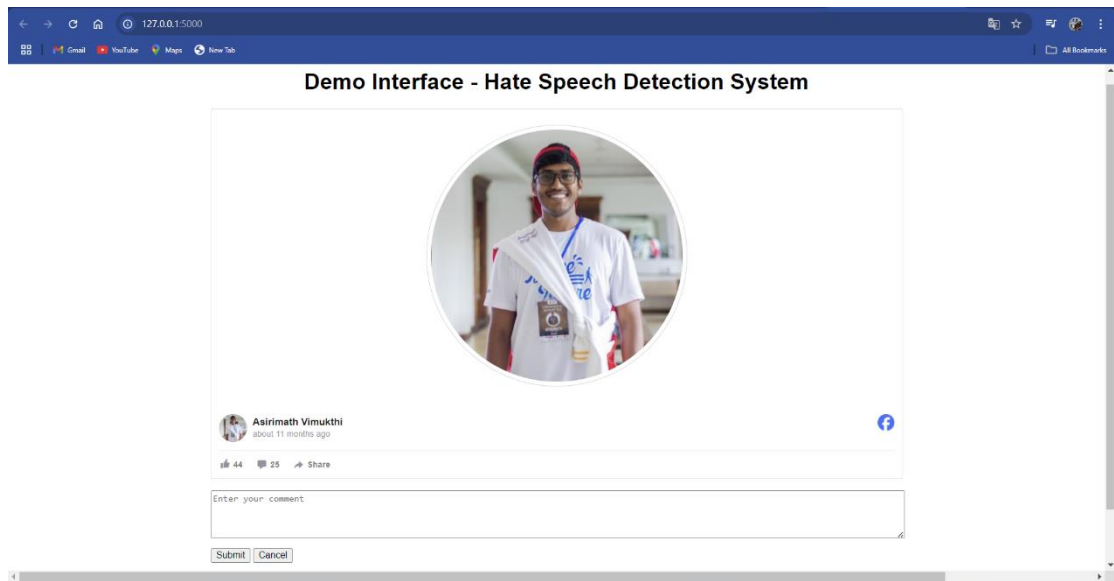 127.0.0.1:5000
Gmail YouTube Maps New Tab All Bookmarks
Demo Interface - Hate Speech Detection System
Asirimath Vimukthi
about 11 months ago
44 25 Share
Enter your comment
Submit Cancel